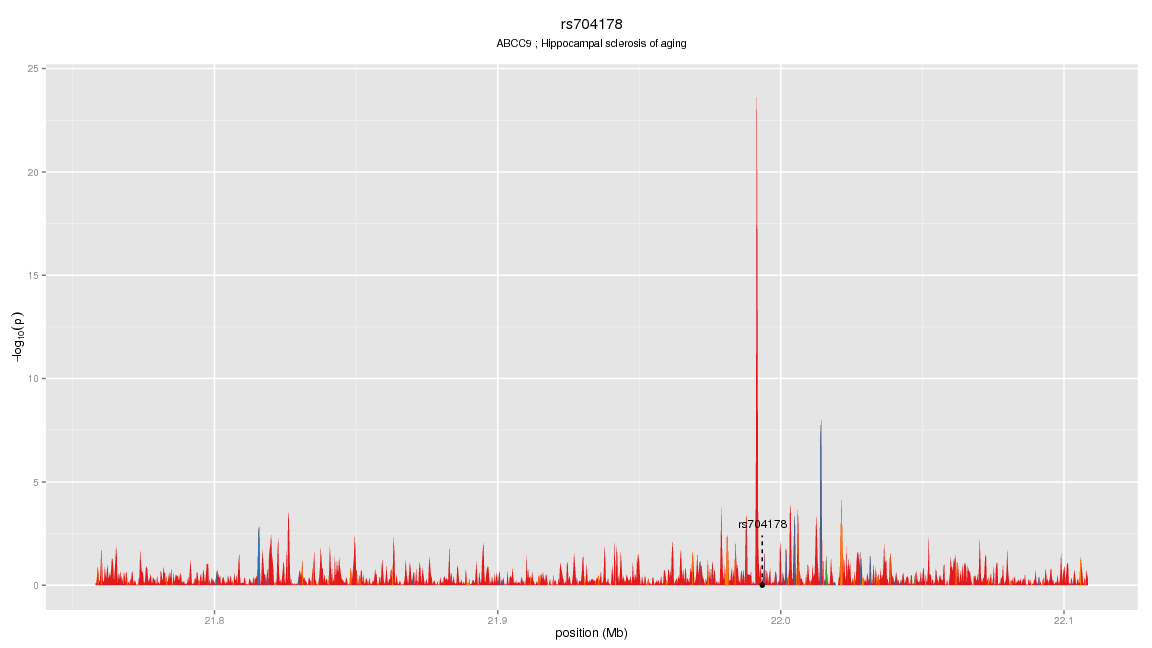 rs704178
ABCC9 ; Hippocampal sclerosis of aging
25
20
15
10
5
0
−log10(p)
rs704178
21.8
21.9
22.0
22.1
position (Mb)